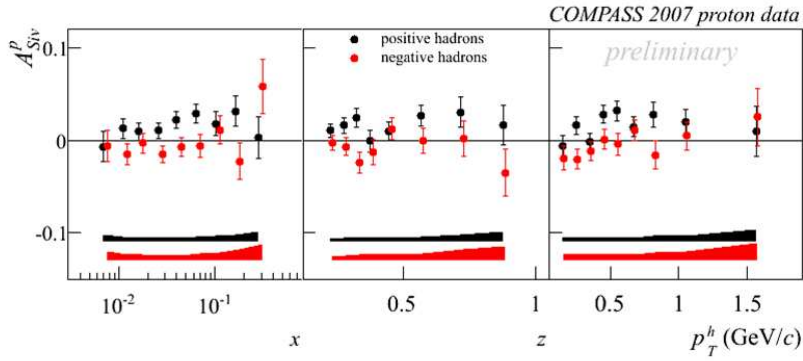 COMPASS 2007 proton data
A^p_Siv
0.1
0
-0.1
positive hadrons
negative hadrons
preliminary
10^-2
10^-1
0.5
1
0.5
1
1.5
x
z
p^h_T (GeV/c)